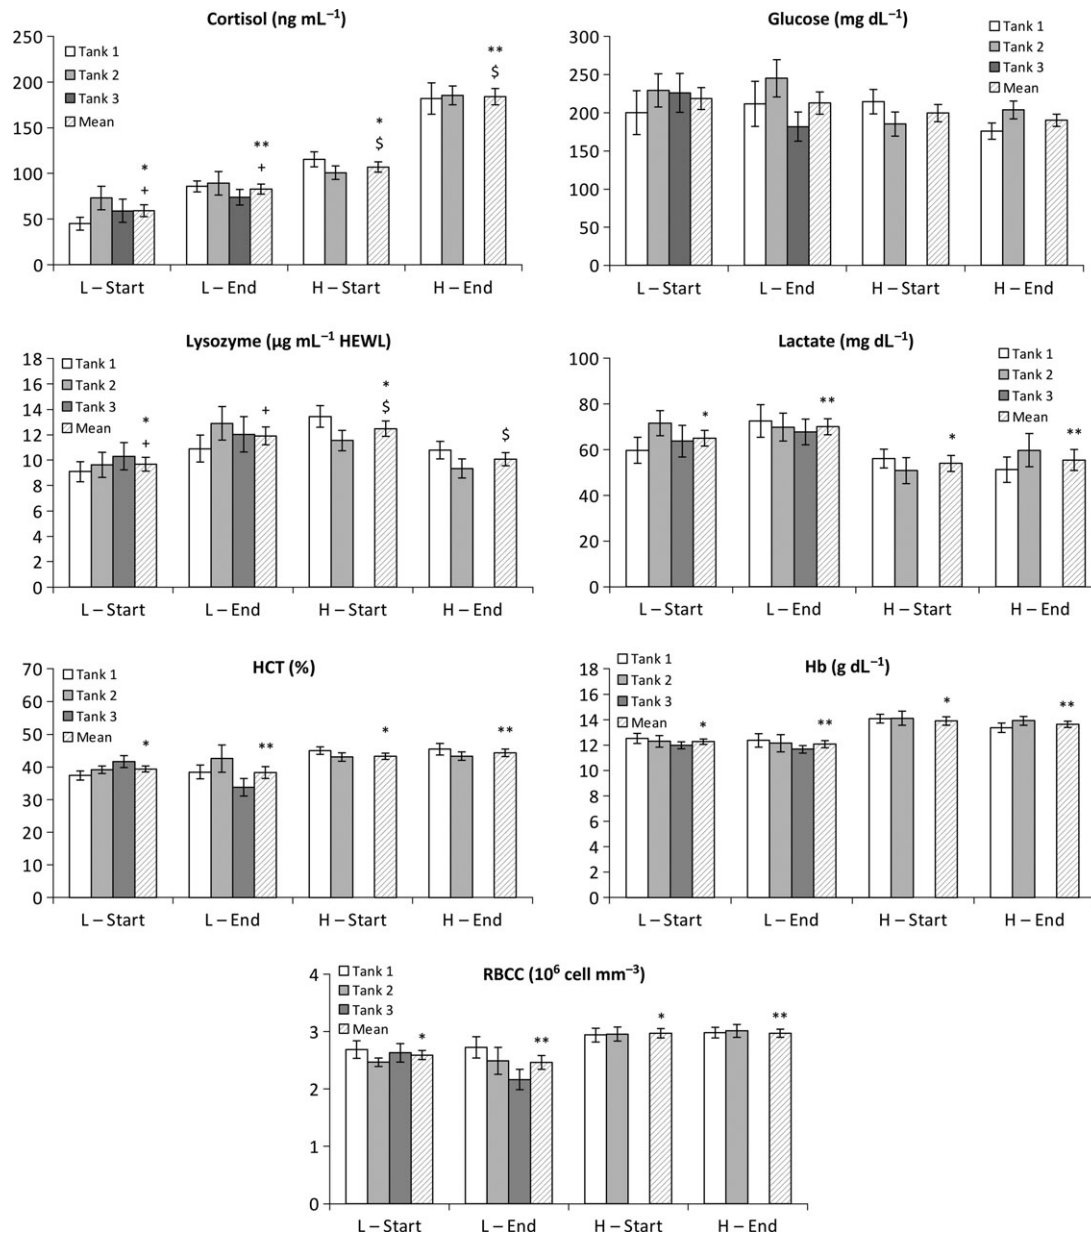 Cortisol (ng mL⁻¹)
250
200
150
100
50
0
Tank 1
Tank 2
Tank 3
Mean
*
+
**
+
*
$
**
$
L – Start L – End H – Start H – End
Glucose (mg dL⁻¹)
300
250
200
150
100
50
0
Tank 1
Tank 2
Tank 3
Mean
L – Start L – End H – Start H – End
Lysozyme (µg mL⁻¹ HEWL)
18
16
14
12
10
8
6
4
2
0
Tank 1
Tank 2
Tank 3
Mean
*
+
+
*
$
$
L – Start L – End H – Start H – End
Lactate (mg dL⁻¹)
100
80
60
40
20
0
Tank 1
Tank 2
Tank 3
Mean
*
**
*
**
L – Start L – End H – Start H – End
HCT (%)
70
60
50
40
30
20
10
0
Tank 1
Tank 2
Tank 3
Mean
*
**
*
**
L – Start L – End H – Start H – End
Hb (g dL⁻¹)
18
16
14
12
10
8
6
4
2
0
Tank 1
Tank 2
Tank 3
Mean
*
**
*
**
L – Start L – End H – Start H – End
RBCC (10⁶ cell mm⁻³)
4
3
2
1
0
Tank 1
Tank 2
Tank 3
Mean
*
**
*
**
L – Start L – End H – Start H – End